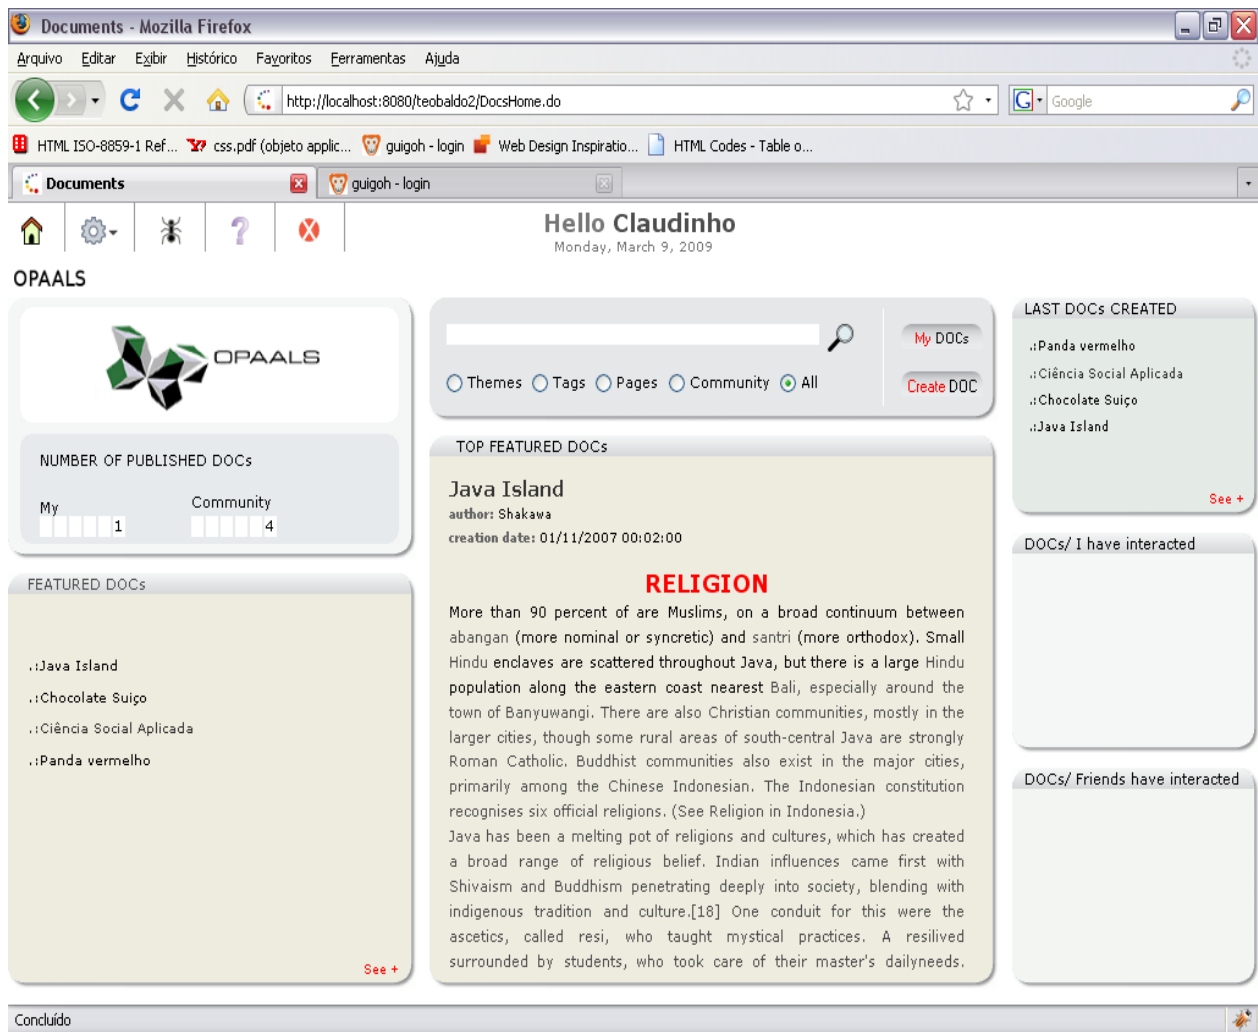 Documents - Mozilla Firefox
Arquivo Editar Exibir Histórico Favoritos Ferramentas Ajuda
http://localhost:8080/teobaldo2/DocsHome.do
G Google
HTML ISO-8859-1 Ref... css.pdf (objeto applic... guigoh - login Web Design Inspiratio... HTML Codes - Table o...
Documents guigoh - login
Hello Claudinho
Monday, March 9, 2009
OPAALS
OPAALS
NUMBER OF PUBLISHED DOCs
My Community
1 4
FEATURED DOCs
.:Java Island
.:Chocolate Suiço
.:Ciência Social Aplicada
.:Panda vermelho
See +
My DOCs
Themes Tags Pages Community All
Create DOC
TOP FEATURED DOCs
Java Island
author: Shakawa
creation date: 01/11/2007 00:02:00
RELIGION
More than 90 percent of are Muslims, on a broad continuum between
abangan (more nominal or syncretic) and santri (more orthodox). Small
Hindu enclaves are scattered throughout Java, but there is a large Hindu
population along the eastern coast nearest Bali, especially around the
town of Banyuwangi. There are also Christian communities, mostly in the
larger cities, though some rural areas of south-central Java are strongly
Roman Catholic. Buddhist communities also exist in the major cities,
primarily among the Chinese Indonesian. The Indonesian constitution
recognises six official religions. (See Religion in Indonesia.)
Java has been a melting pot of religions and cultures, which has created
a broad range of religious belief. Indian influences came first with
Shivaism and Buddhism penetrating deeply into society, blending with
indigenous tradition and culture.[18] One conduit for this were the
ascetics, called resi, who taught mystical practices. A resilived
surrounded by students, who took care of their master's dailyneeds.
LAST DOCs CREATED
.:Panda vermelho
.:Ciência Social Aplicada
.:Chocolate Suiço
.:Java Island
See +
DOCs/ I have interacted
DOCs/ Friends have interacted
Concluído